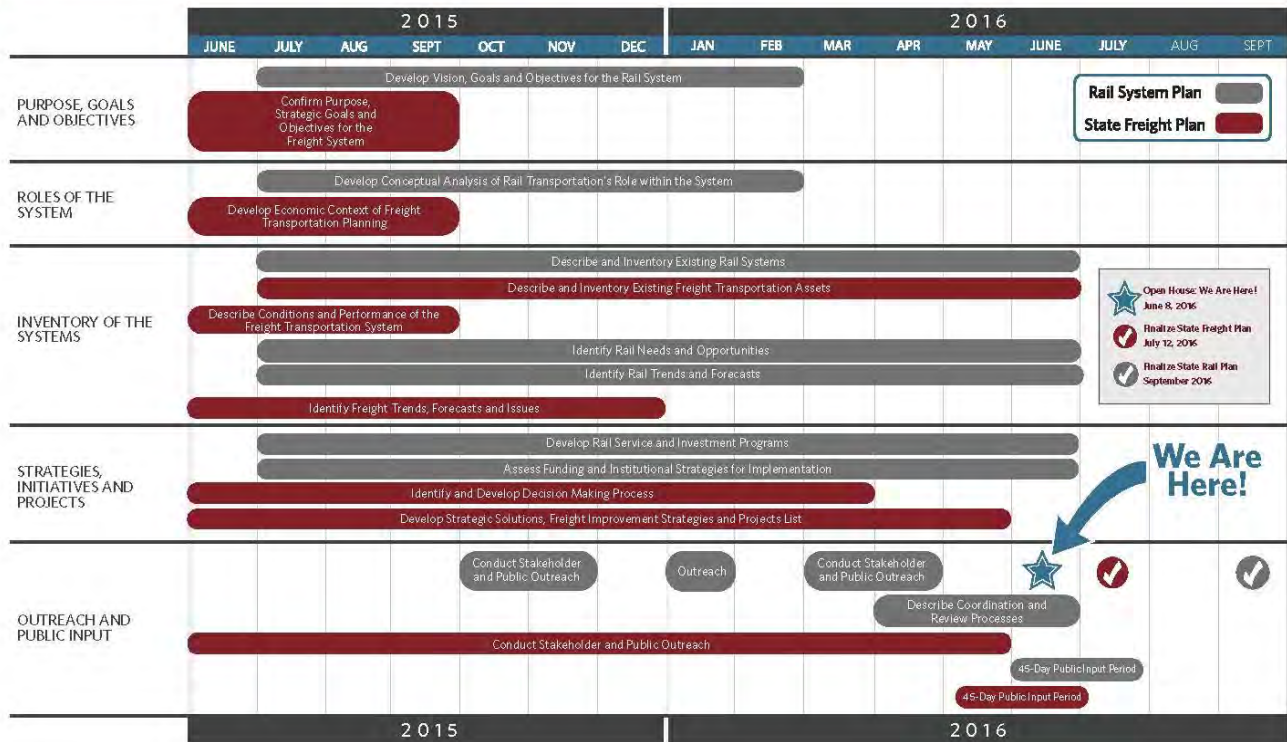 2015
2016
JUNE JULY AUG SEPT OCT NOV DEC JAN FEB MAR APR MAY JUNE JULY AUG SEPT
PURPOSE, GOALS
AND OBJECTIVES
Develop Vision, Goals and Objectives for the Rail System
Confirm Purpose,
Strategic Goals and
Objectives for the
Freight System
Rail System Plan
State Freight Plan
ROLES OF THE
SYSTEM
Develop Conceptual Analysis of Rail Transportation's Role within the System
Develop Economic Context of Freight
Transportation Planning
INVENTORY OF THE
SYSTEMS
Describe and Inventory Existing Rail Systems
Describe and Inventory Existing Freight Transportation Assets
Describe Conditions and Performance of the
Freight Transportation System
Identify Rail Needs and Opportunities
Identify Rail Trends and Forecasts
Identify Freight Trends, Forecasts and Issues
Open House: We Are Here!
June 8, 2016
Finalize State Freight Plan
July 12, 2016
Finalize State Rail Plan
September 2016
STRATEGIES,
INITIATIVES AND
PROJECTS
Develop Rail Service and Investment Programs
Assess Funding and Institutional Strategies for Implementation
Identify and Develop Decision Making Process
Develop Strategic Solutions, Freight Improvement Strategies and Projects List
We Are
Here!
OUTREACH AND
PUBLIC INPUT
Conduct Stakeholder
and Public Outreach
Outreach
Conduct Stakeholder
and Public Outreach
Describe Coordination and
Review Processes
Conduct Stakeholder and Public Outreach
45-Day Public Input Period
45-Day Public Input Period
2015
2016